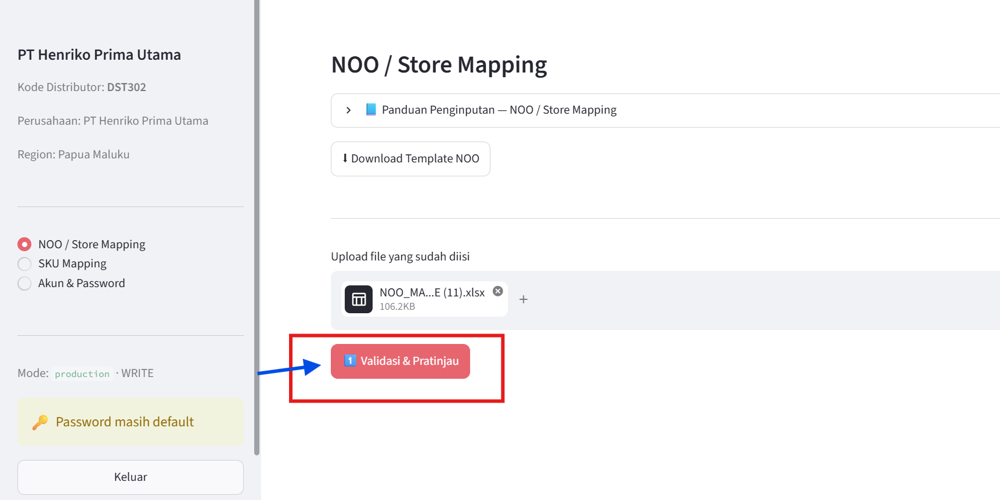 PT Henriko Prima Utama
Kode Distributor: DST302
Perusahaan: PT Henriko Prima Utama
Region: Papua Maluku
NOO / Store Mapping
SKU Mapping
Akun & Password
Mode: production · WRITE
🔑 Password masih default
Keluar
NOO / Store Mapping
📘 Panduan Penginputan — NOO / Store Mapping
⬇ Download Template NOO
Upload file yang sudah diisi
NOO_MA...E (11).xlsx
106.2KB
1️⃣ Validasi & Pratinjau